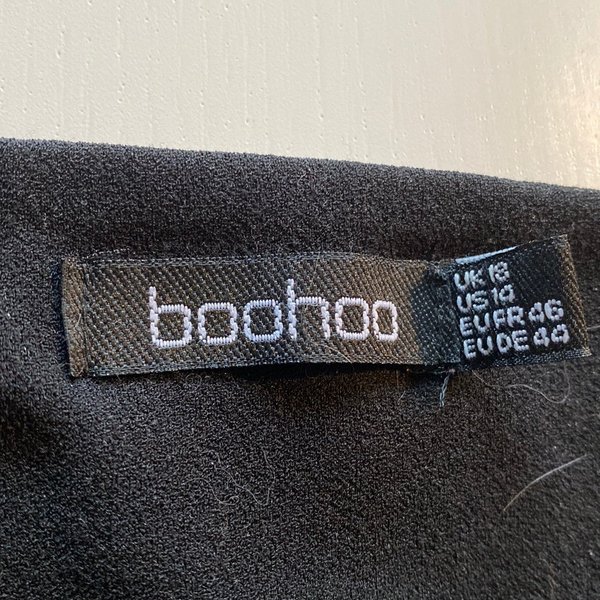 boohoo
UK 18
US 14
EU FR 46
EU DE 44